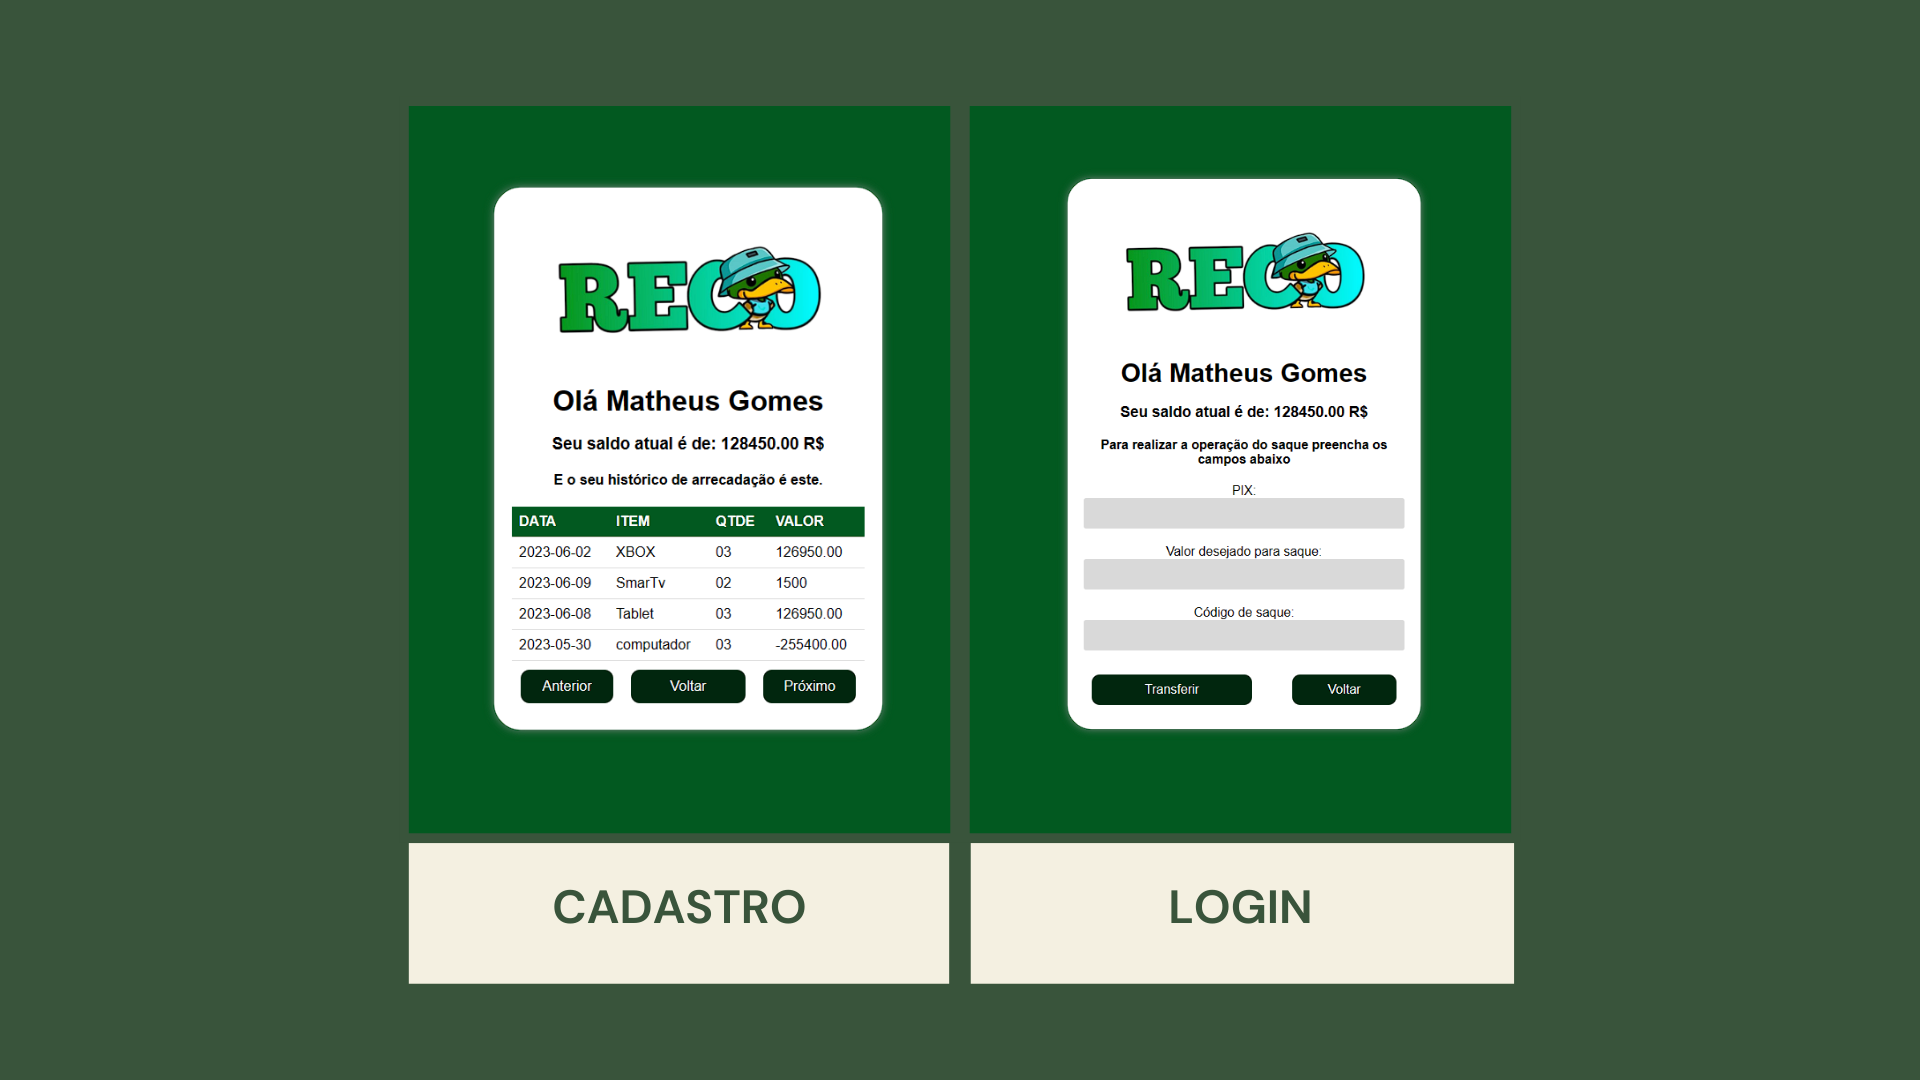 RECO
Olá Matheus Gomes
Seu saldo atual é de: 128450.00 R$
E o seu histórico de arrecadação é este.
DATA ITEM QTDE VALOR
2023-06-02 XBOX 03 126950.00
2023-06-09 SmarTv 02 1500
2023-06-08 Tablet 03 126950.00
2023-05-30 computador 03 -255400.00
Anterior Voltar Próximo
CADASTRO
RECO
Olá Matheus Gomes
Seu saldo atual é de: 128450.00 R$
Para realizar a operação do saque preencha os
campos abaixo
PIX:
Valor desejado para saque:
Código de saque:
Transferir Voltar
LOGIN